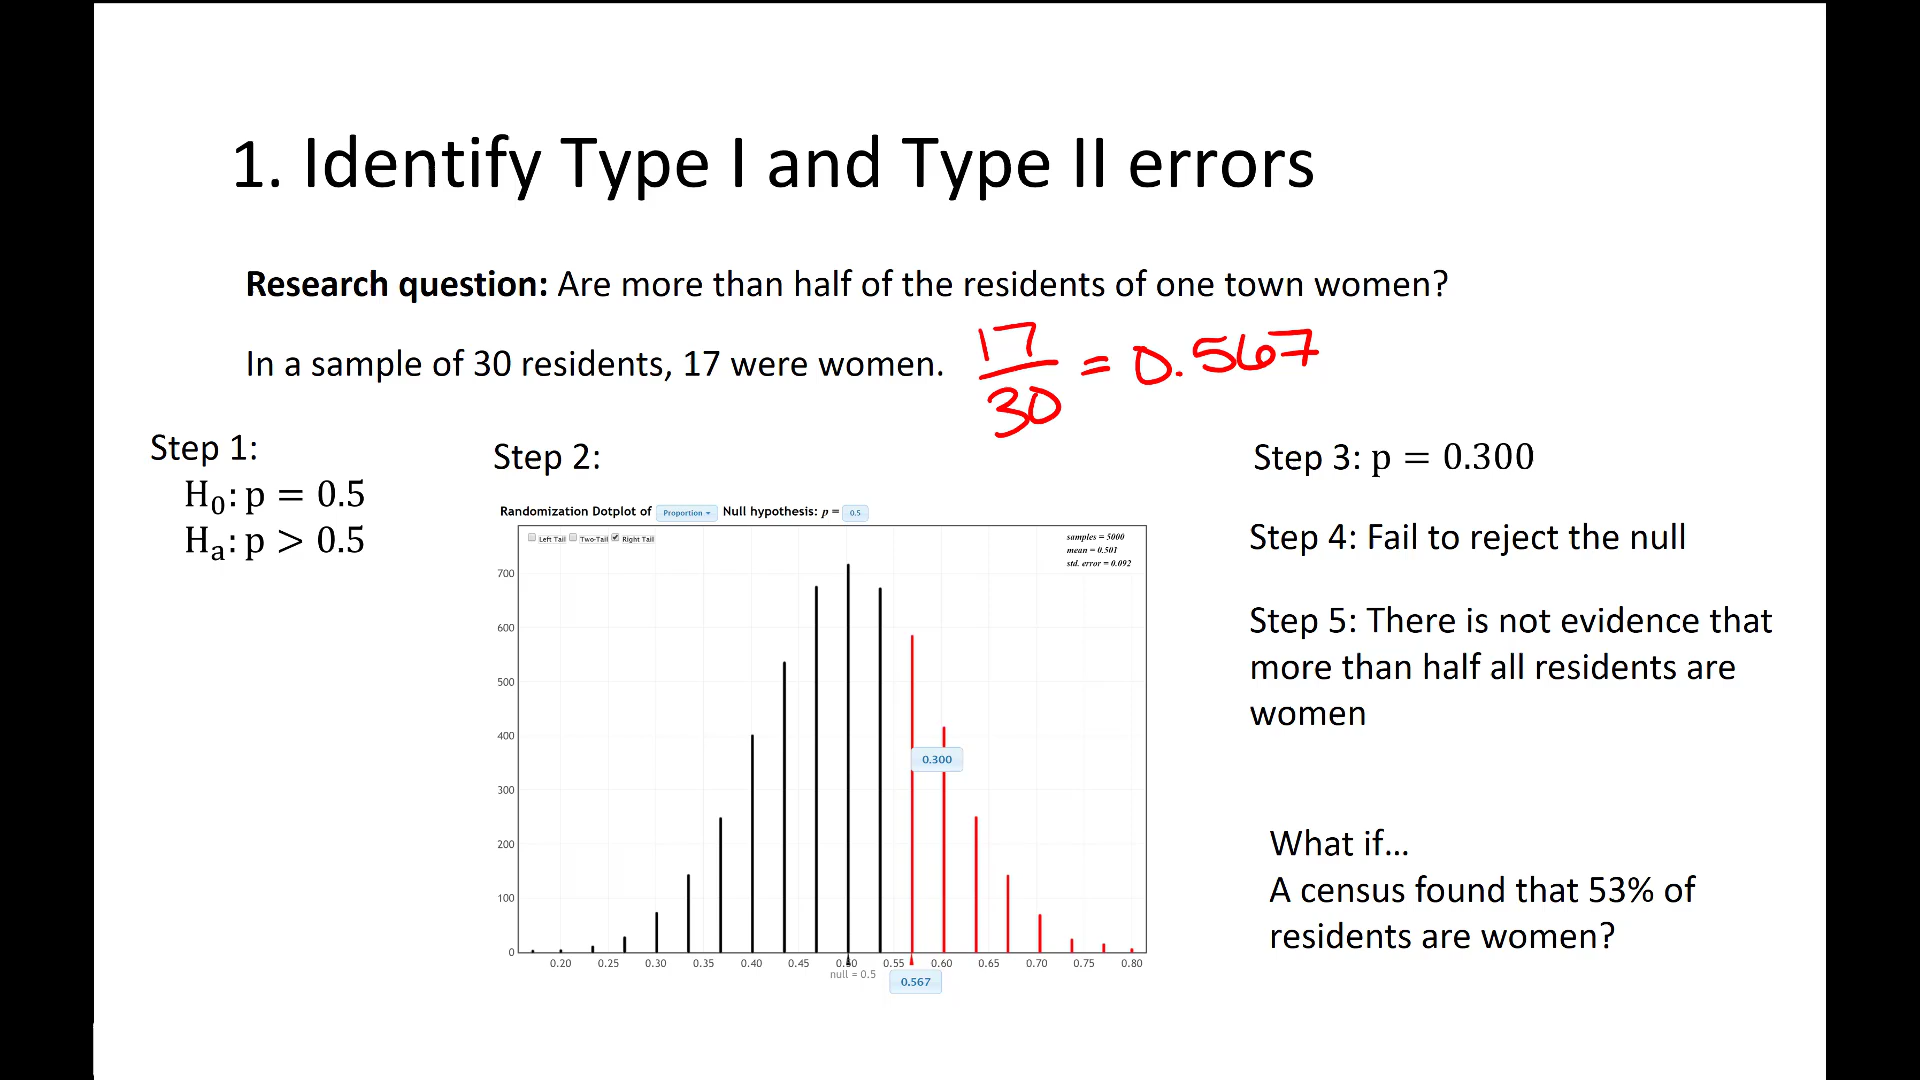 1. Identify Type I and Type II errors
Research question: Are more than half of the residents of one town women?
In a sample of 30 residents, 17 were women.
17/30 = 0.567
Step 1:
H₀: p = 0.5
Hₐ: p > 0.5
Step 2:
Randomization Dotplot of Proportion Null hypothesis: p = 0.5
Left Tail Two-Tail Right Tail
samples = 5000
mean = 0.501
std. error = 0.092
700
600
500
400
300
200
100
0
0.300
0.20 0.25 0.30 0.35 0.40 0.45 0.50 0.55 0.60 0.65 0.70 0.75 0.80
null = 0.5
0.567
Step 3: p = 0.300
Step 4: Fail to reject the null
Step 5: There is not evidence that
more than half all residents are
women
What if...
A census found that 53% of
residents are women?